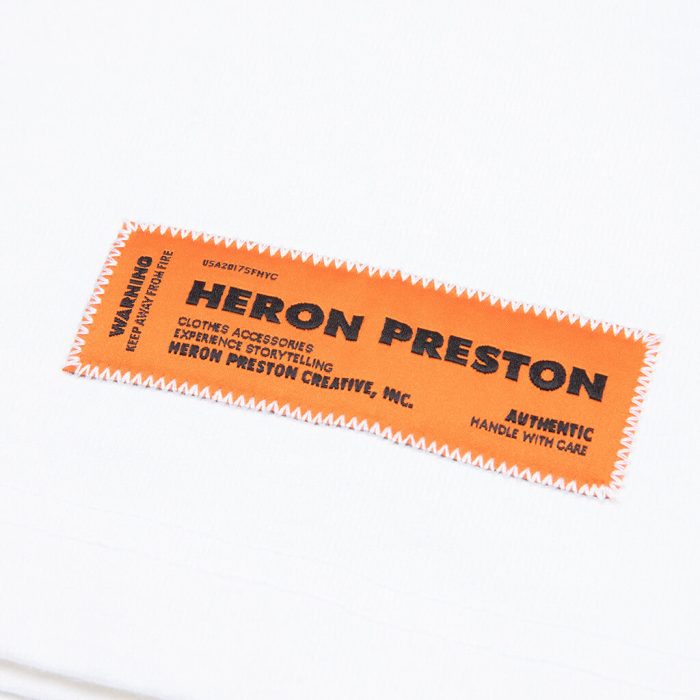 WARNING
KEEP AWAY FROM FIRE
USA2017SFNYC
HERON PRESTON
CLOTHES ACCESSORIES
EXPERIENCE STORYTELLING
HERON PRESTON CREATIVE, INC.
AUTHENTIC
HANDLE WITH CARE